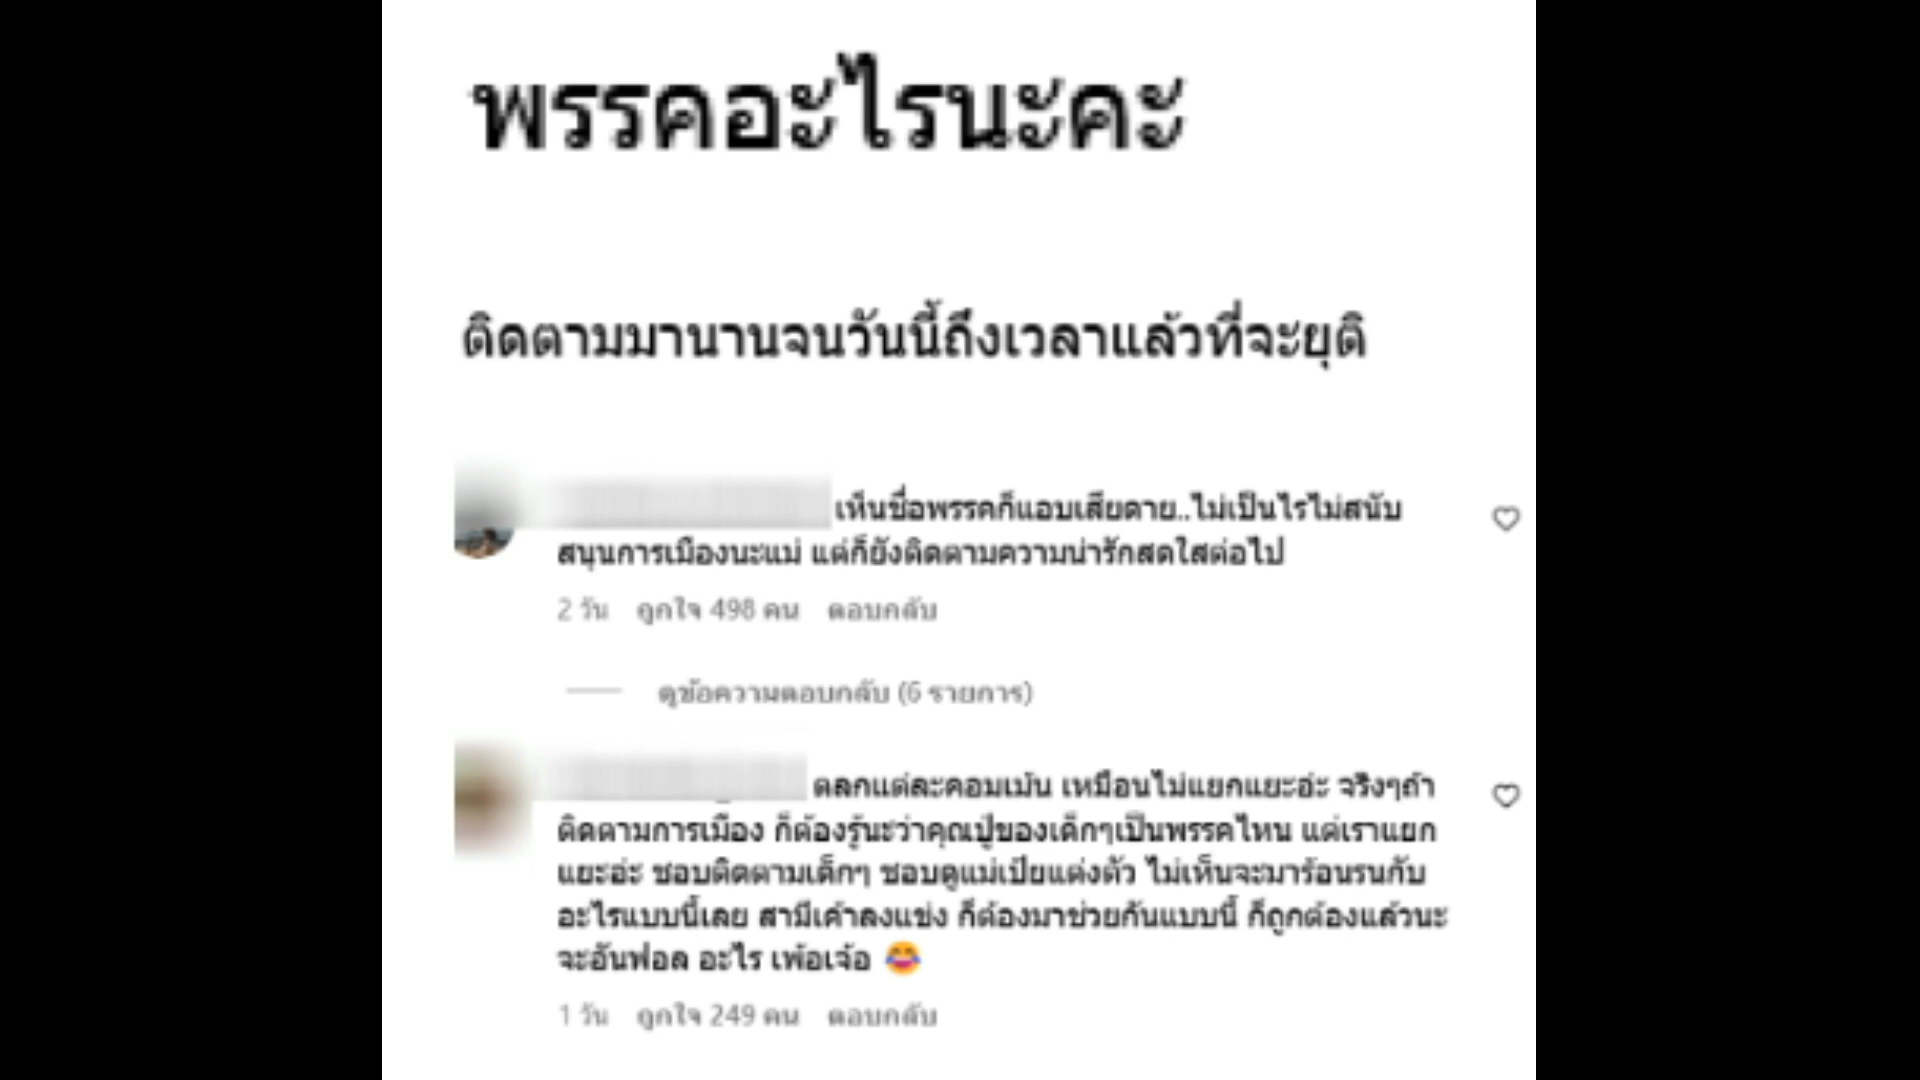 พรรคอะไรนะคะ
ติดตามมานานจนวันนี้ถึงเวลาแล้วที่จะยุติ
เห็นชื่อพรรคก็แอบเสียดาย..ไม่เป็นไรไม่สนับ
สนุนการเมืองนะแม่ แต่ก็ยังติดตามความน่ารักสดใสต่อไป
2 วัน ถูกใจ 498 คน ตอบกลับ
ดูข้อความตอบกลับ (6 รายการ)
ตลกแต่ละคอมเม้น เหมือนไม่แยกแยะอ่ะ จริงๆถ้า
ติดตามการเมือง ก็ต้องรู้นะว่าคุณปู่ของเด็กๆเป็นพรรคไหน แต่เราแยก
แยะอ่ะ ชอบติดตามเด็กๆ ชอบดูแม่เป้ยแต่งตัว ไม่เห็นจะมาร้อนรนกับ
อะไรแบบนี้เลย สามีเค้าลงแข่ง ก็ต้องมาช่วยกันแบบนี้ ก็ถูกต้องแล้วนะ
จะอันฟอล อะไร เพ้อเจ้อ 😂
1 วัน ถูกใจ 249 คน ตอบกลับ